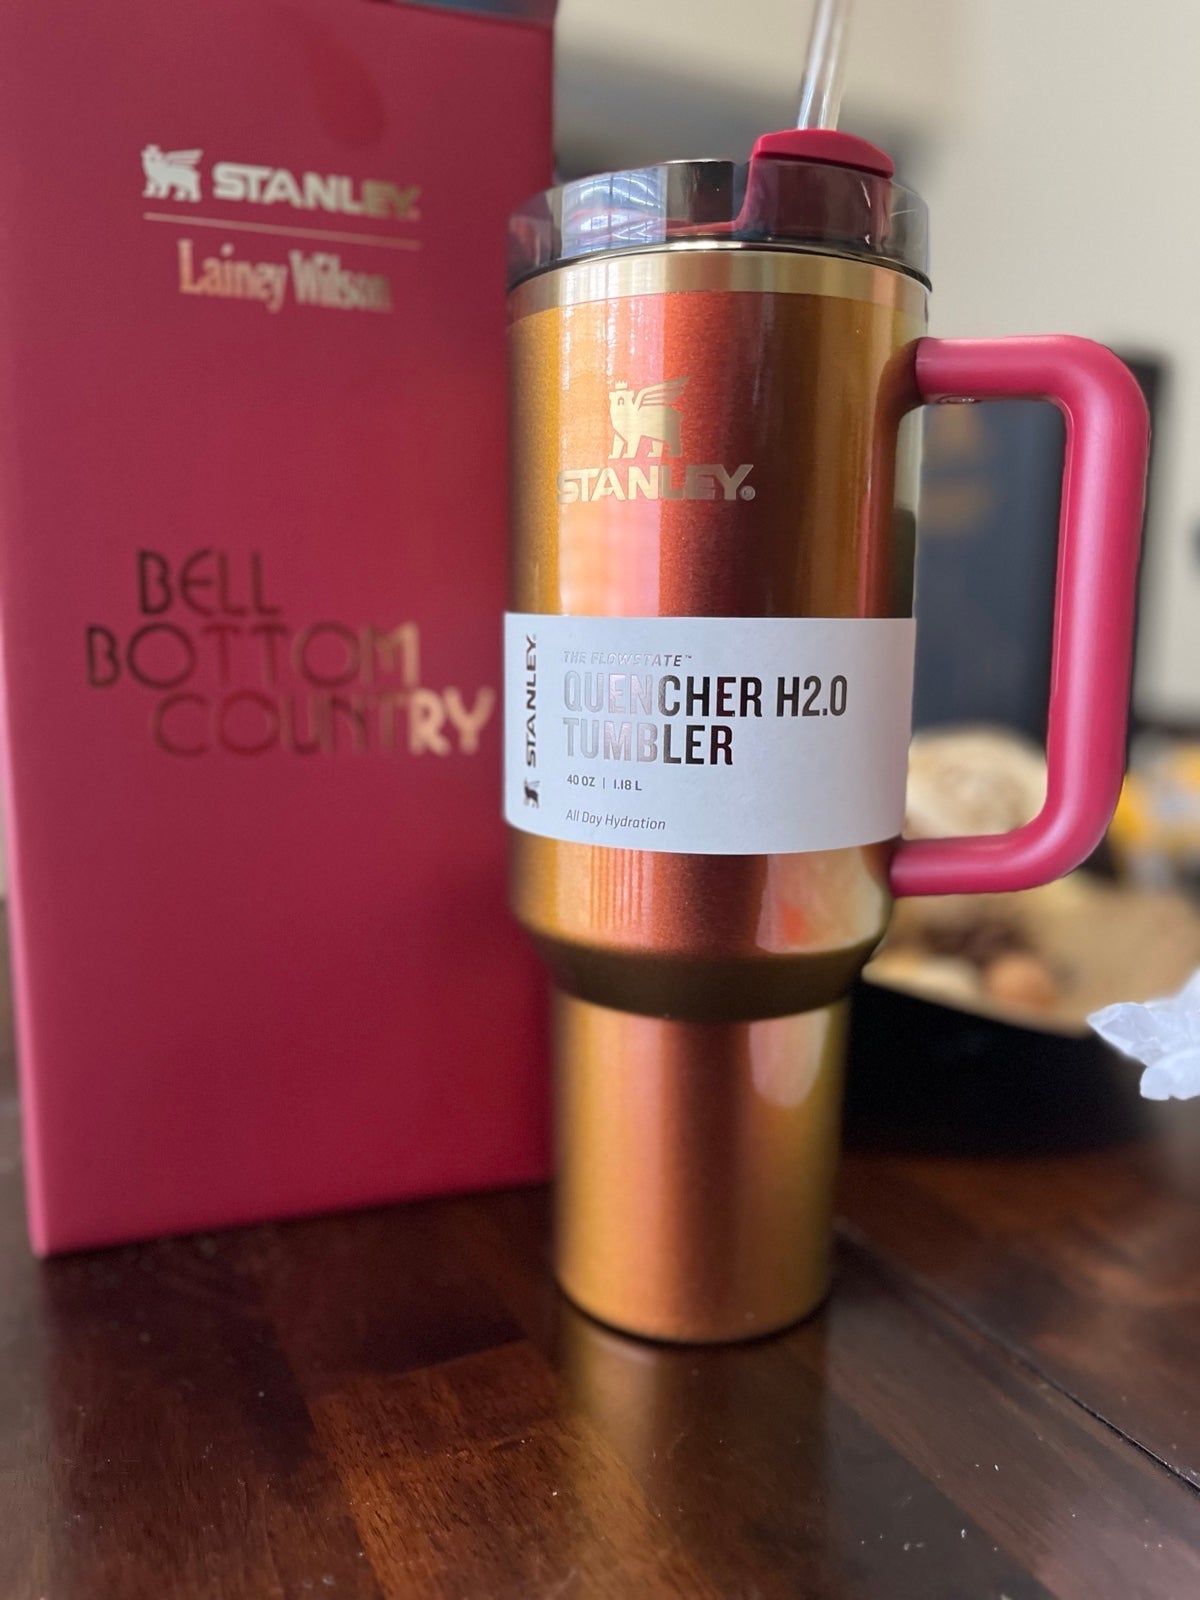 STANLEY
Lainey Wilson
BELL
BOTTOM
COUNTRY
STANLEY®
STANLEY®
THE FLOWSTATE™
QUENCHER H2.0
TUMBLER
40 OZ | 1.18 L
All Day Hydration